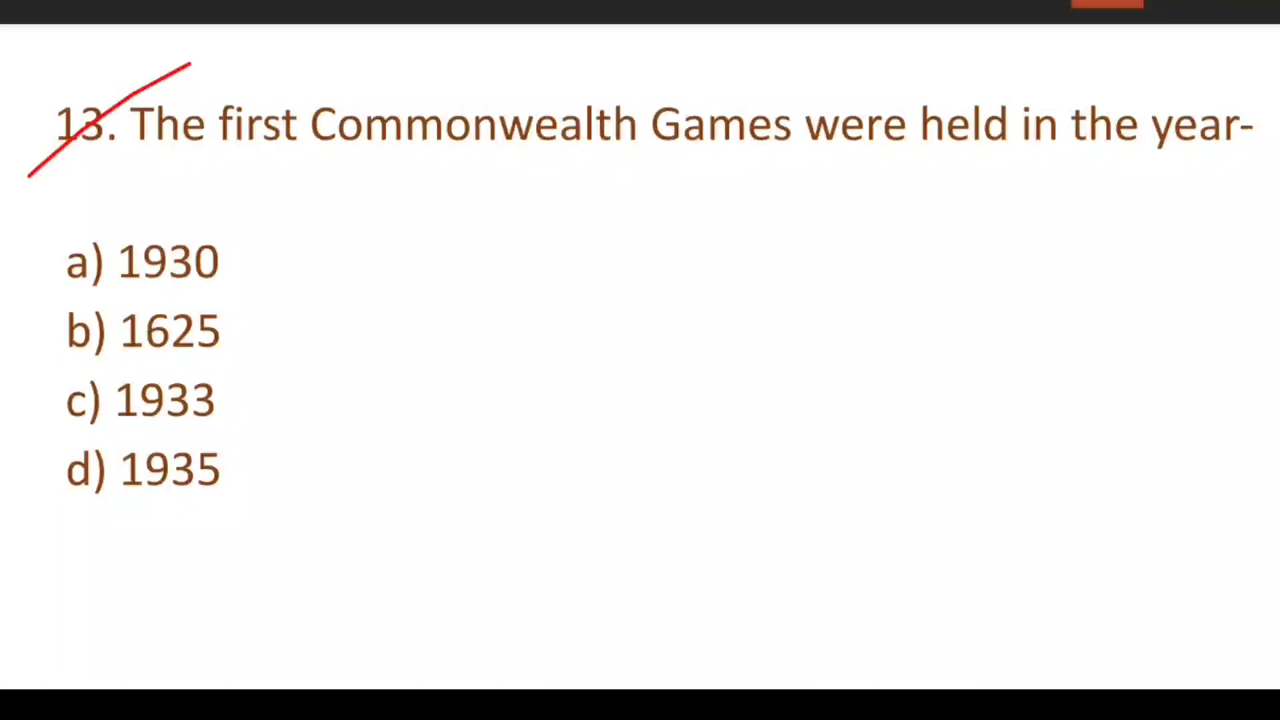 13. The first Commonwealth Games were held in the year-
a) 1930
b) 1625
c) 1933
d) 1935